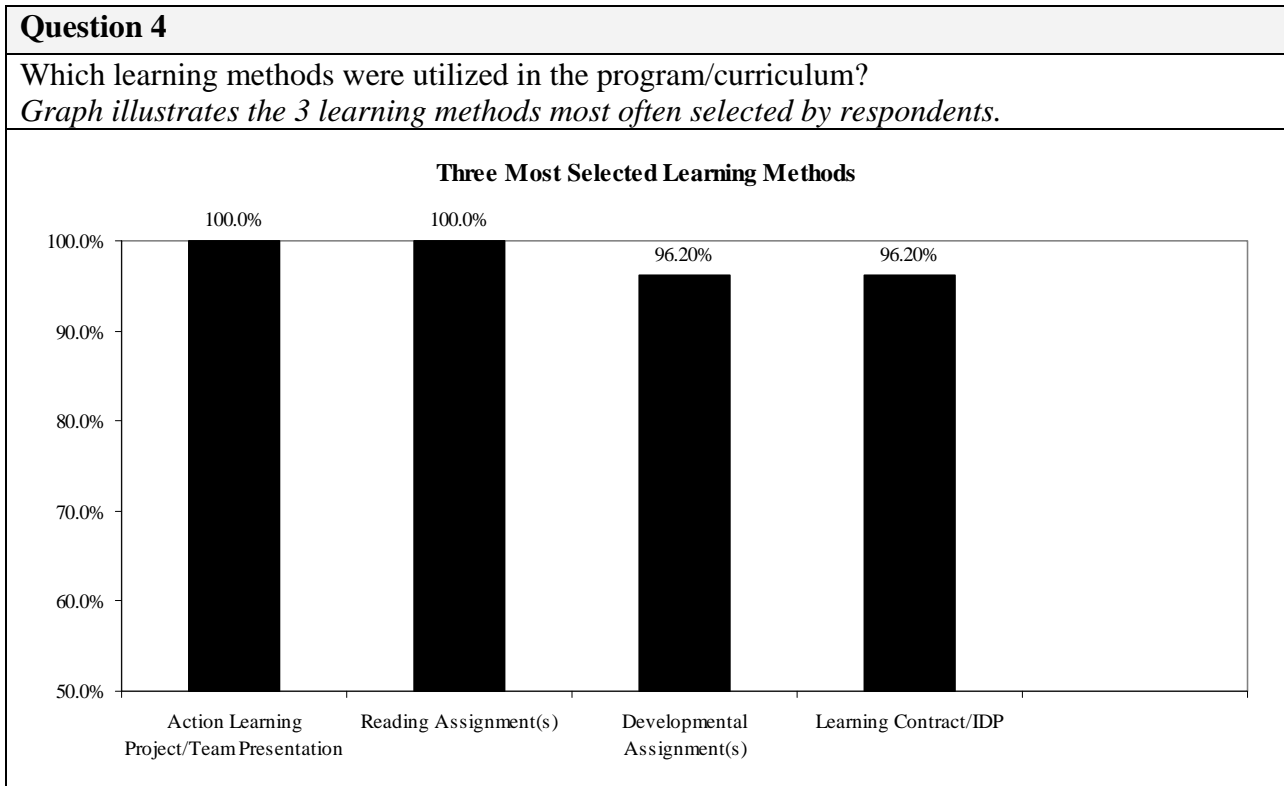 Question 4
Which learning methods were utilized in the program/curriculum?
Graph illustrates the 3 learning methods most often selected by respondents.
Three Most Selected Learning Methods
100.0% 100.0% 96.20% 96.20%
100.0%
90.0%
80.0%
70.0%
60.0%
50.0%
Action Learning
Project/Team Presentation
Reading Assignment(s)
Developmental
Assignment(s)
Learning Contract/IDP